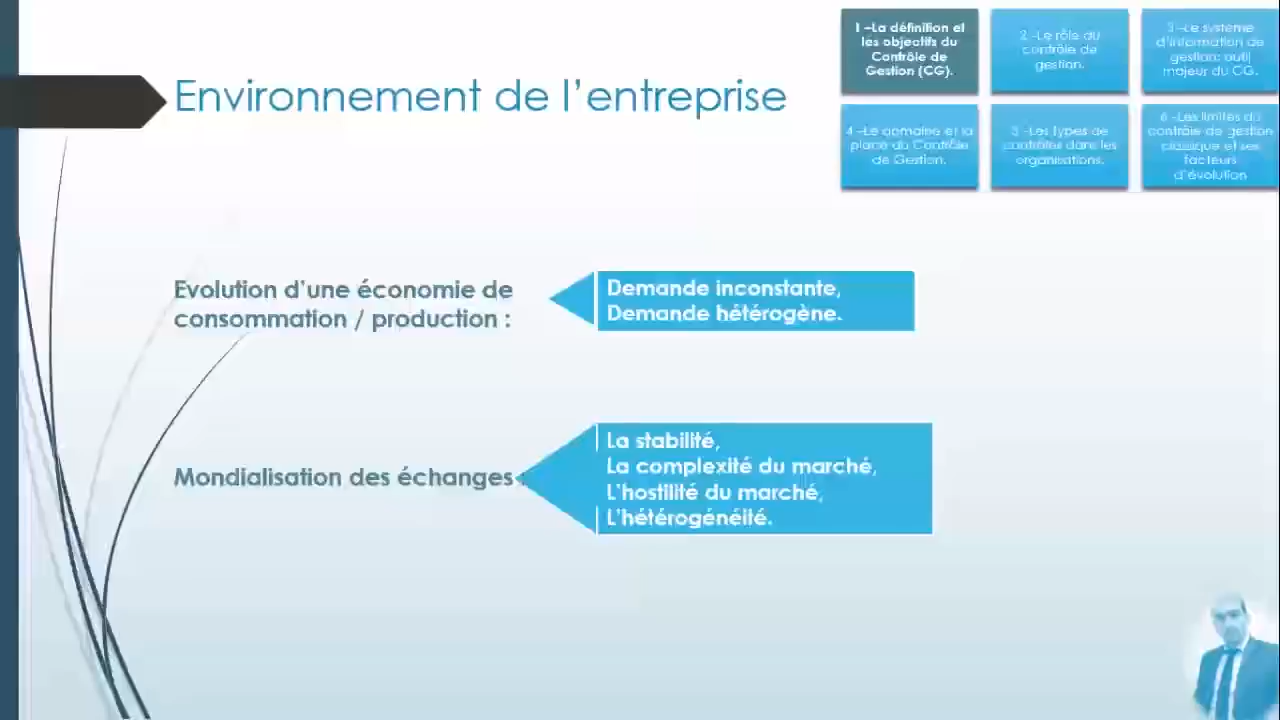 Environnement de l'entreprise
1 –La définition et
les objectifs du
Contrôle de
Gestion (CG).
2 –Le rôle du
contrôle de
gestion.
3 –Le système
d'information de
gestion: outil
majeur du CG.
4 –Le domaine et la
place du Contrôle
de Gestion.
5 –Les types de
contrôles dans les
organisations.
6 –Les limites du
contrôle de gestion
classique et ses
facteurs
d'évolution
Evolution d'une économie de
consommation / production :
Demande inconstante,
Demande hétérogène.
Mondialisation des échanges :
La stabilité,
La complexité du marché,
L'hostilité du marché,
L'hétérogénéité.